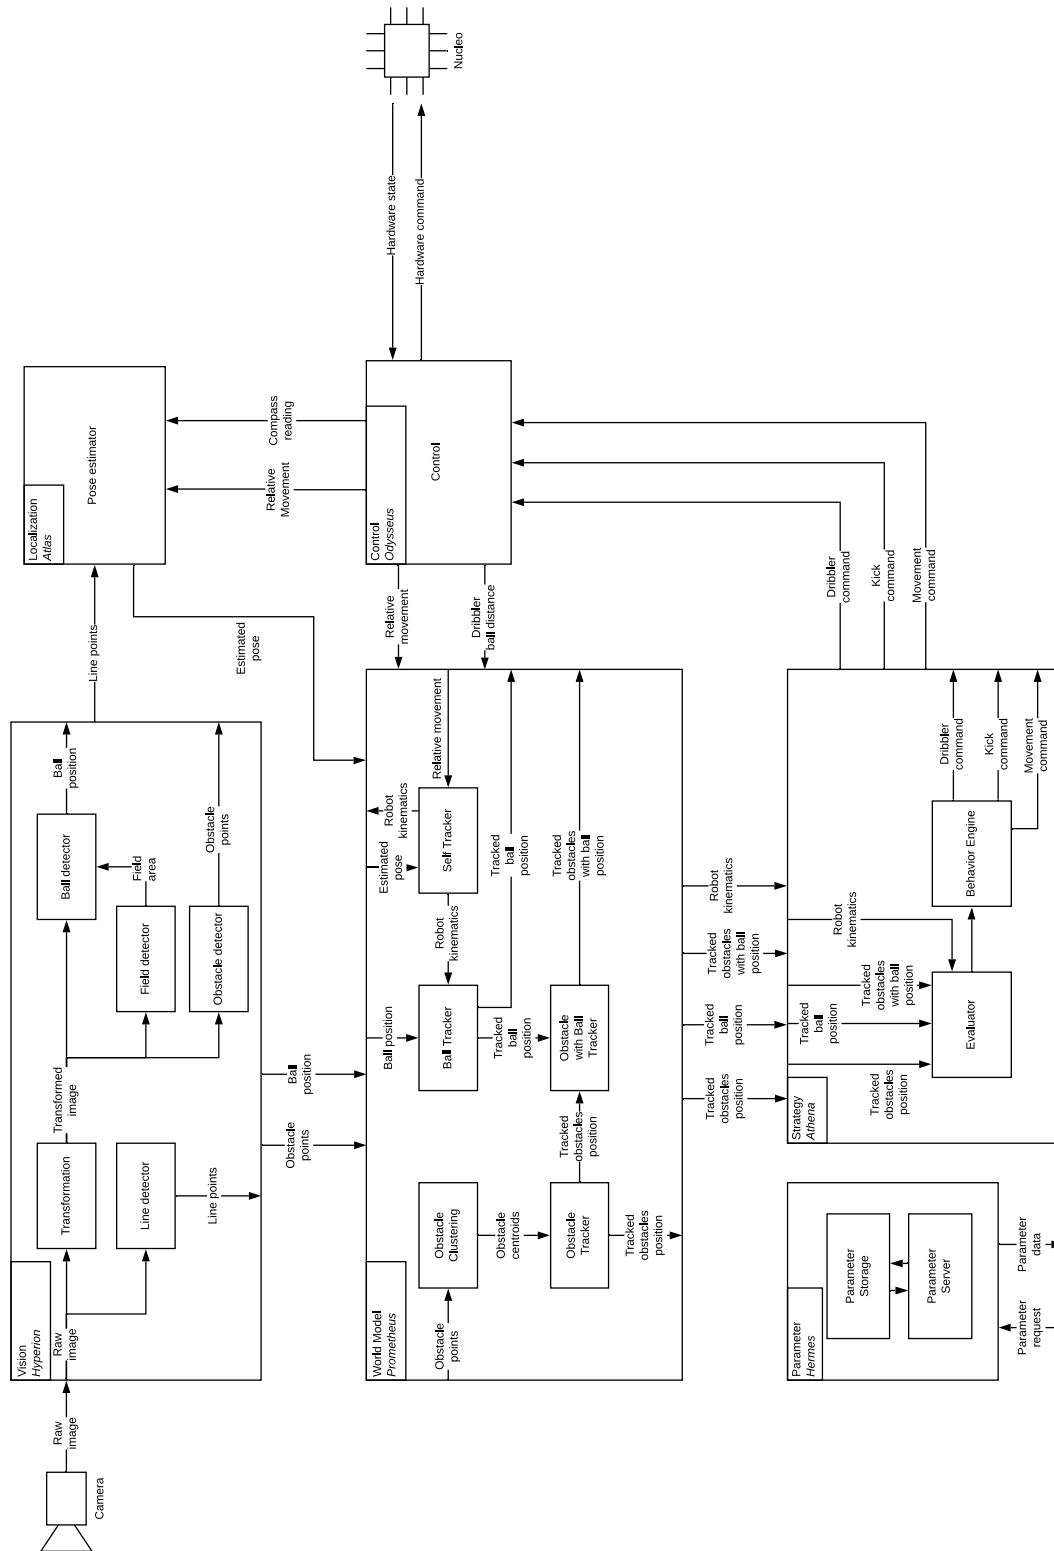 Camera
Raw
image
Vision
Hyperion
Raw
image
Transformation
Line detector
Line points
Transformed
image
Field detector
Obstacle detector
Field
area
Ball detector
Ball
position
Obstacle
points
Line points
Localization
Atlas
Pose estimator
Estimated
pose
Obstacle
points
Ball
position
Relative
Movement
Compass
reading
World Model
Prometheus
Obstacle
points
Obstacle
Clustering
Obstacle
centroids
Obstacle
Tracker
Tracked
obstacles
position
Tracked
obstacles
position
Ball position
Ball Tracker
Tracked
ball
position
Obstacle
with Ball
Tracker
Robot
kinematics
Estimated
pose
Robot
kinematics
Self Tracker
Relative movement
Tracked
ball
position
Tracked
obstacles
with ball
position
Relative
movement
Dribbler
ball distance
Control
Odysseus
Control
Hardware state
Hardware command
Nucleo
Tracked
obstacles
position
Tracked
ball
position
Tracked
obstacles
with ball
position
Robot
kinematics
Parameter
Hermes
Parameter
Storage
Parameter
Server
Parameter
request
Parameter
data
Strategy
Athena
Tracked
obstacles
position
Tracked
ball
position
Tracked
obstacles
with ball
position
Robot
kinematics
Evaluator
Behavior Engine
Dribbler
command
Kick
command
Movement
command
Dribbler
command
Kick
command
Movement
command